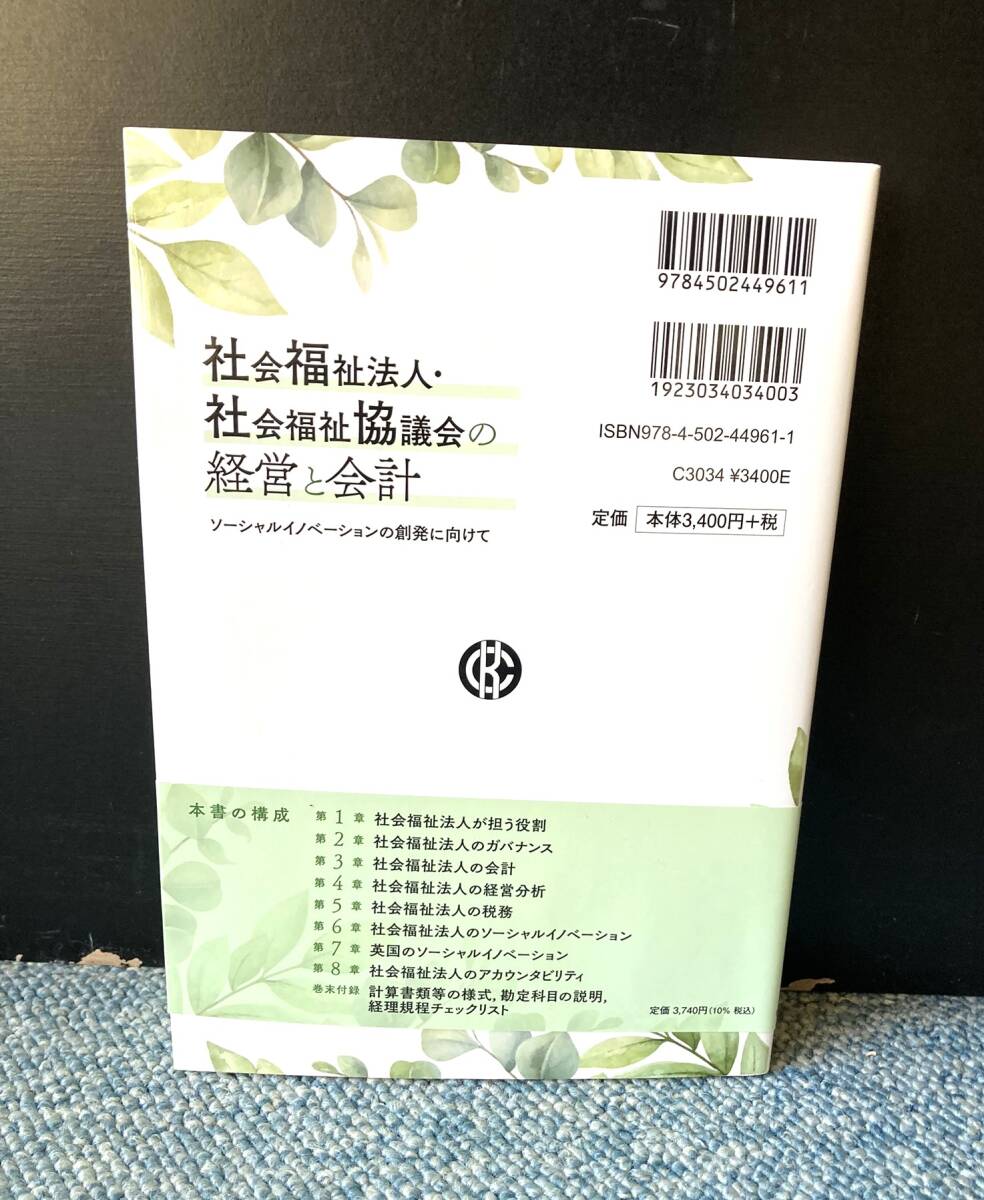 9784502449611
1923034034003
ISBN978-4-502-44961-1
C3034 ¥3400E
定価 本体3,400円+税
社会福祉法人・
社会福祉協議会の
経営と会計
ソーシャルイノベーションの創発に向けて
本書の構成
第1章 社会福祉法人が担う役割
第2章 社会福祉法人のガバナンス
第3章 社会福祉法人の会計
第4章 社会福祉法人の経営分析
第5章 社会福祉法人の税務
第6章 社会福祉法人のソーシャルイノベーション
第7章 英国のソーシャルイノベーション
第8章 社会福祉法人のアカウンタビリティ
巻末付録 計算書類等の様式，勘定科目の説明，
経理規程チェックリスト
定価 3,740円(10% 税込)